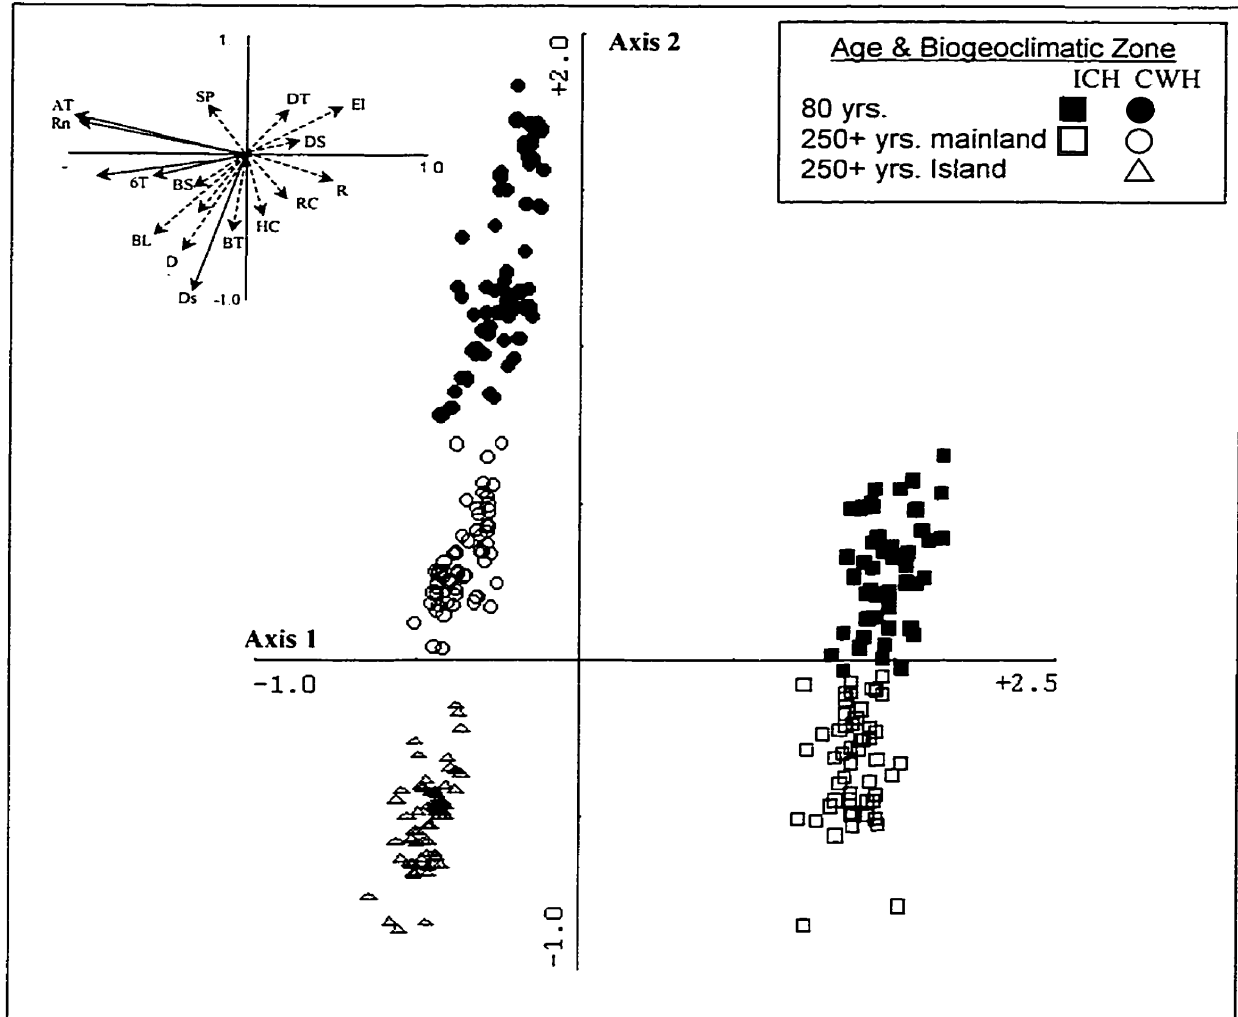 Axis 2
+2.0
Age & Biogeoclimatic Zone
ICH CWH
80 yrs.
250+ yrs. mainland
250+ yrs. Island
1
AT
Rn
SP
DT
EI
DS
-
1 0
6T
BS
R
RC
BL
BT
HC
D
Ds
-1.0
Axis 1
-1.0
+2.5
-1.0